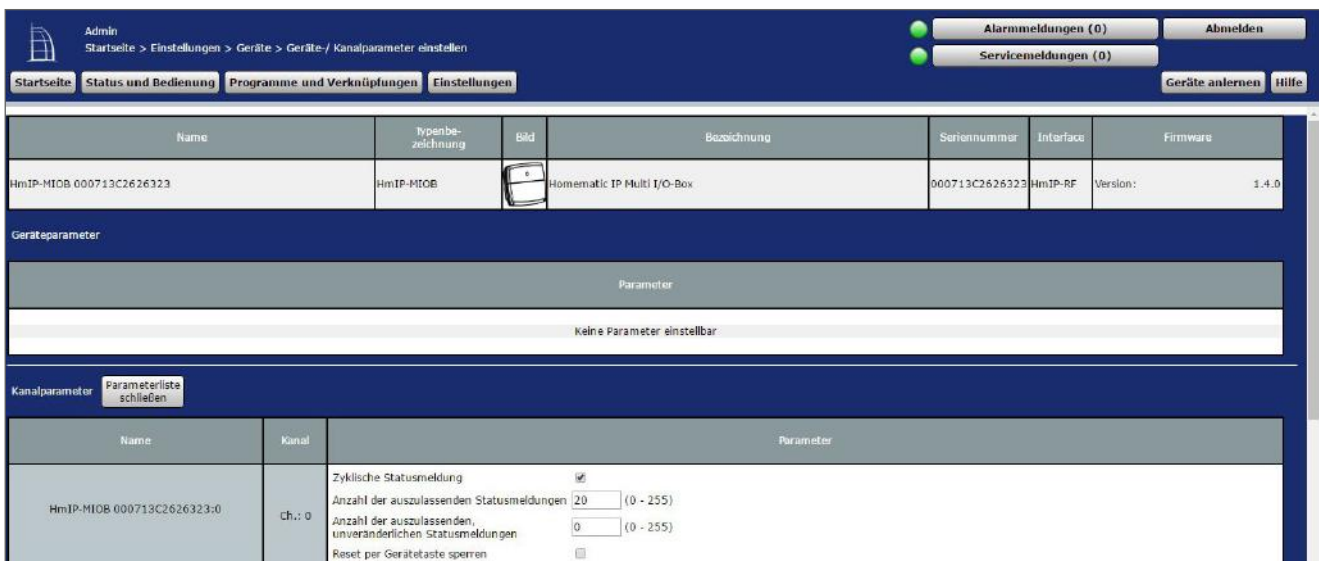 Admin
Startseite > Einstellungen > Geräte > Geräte-/ Kanalparameter einstellen
Alarmmeldungen (0)
Abmelden
Servicemeldungen (0)
Startseite
Status und Bedienung
Programme und Verknüpfungen
Einstellungen
Geräte anlernen
Hilfe
Name
Typenbe-
zeichnung
Bild
Bezeichnung
Seriennummer
Interface
Firmware
HmIP-MIOB 000713C2626323
HmIP-MIOB
Homematic IP Multi I/O-Box
000713C2626323
HmIP-RF
Version:
1.4.0
Geräteparameter
Parameter
Keine Parameter einstellbar
Kanalparameter
Parameterliste
schließen
Name
Kanal
Parameter
HmIP-MIOB 000713C2626323:0
Ch.: 0
Zyklische Statusmeldung
Anzahl der auszulassenden Statusmeldungen 20 (0 - 255)
Anzahl der auszulassenden,
unveränderlichen Statusmeldungen
0 (0 - 255)
Reset per Gerätetaste sperren